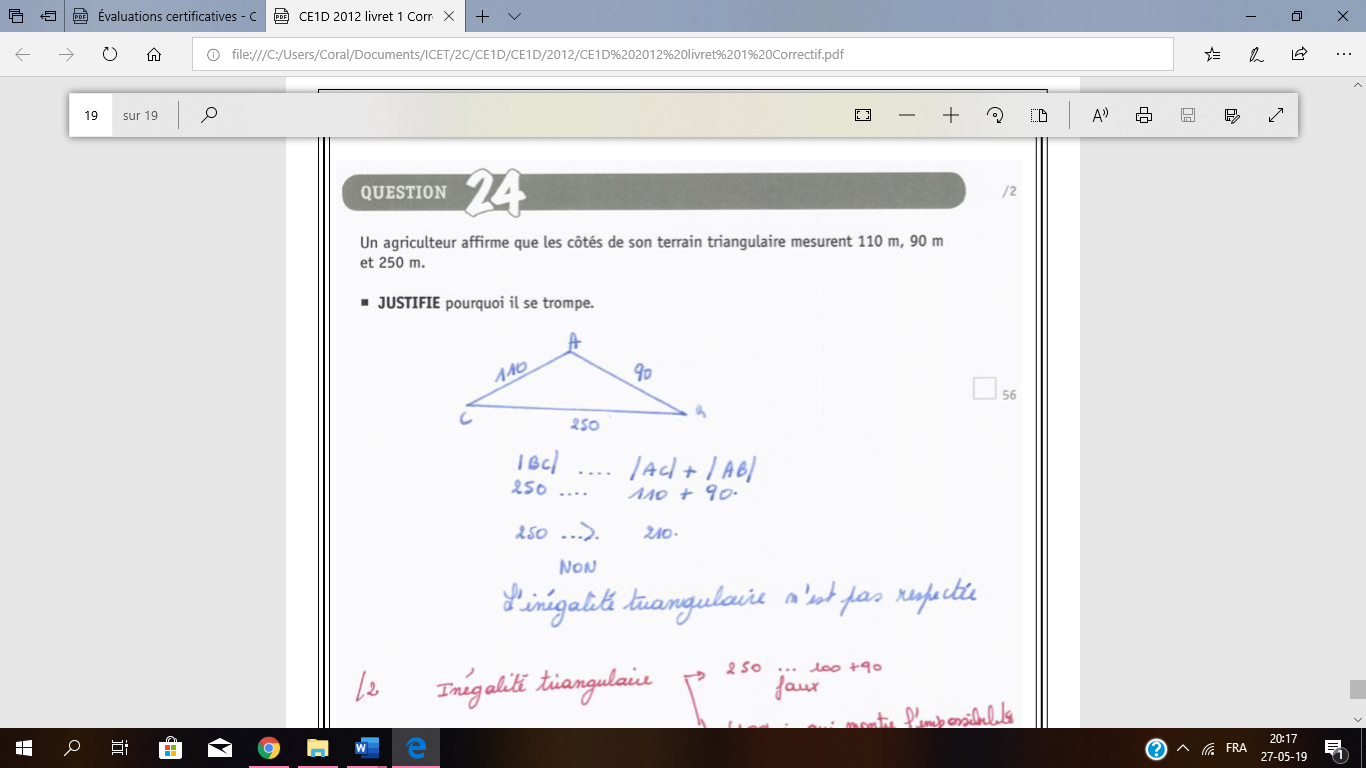 Évaluations certificatives - C
CE1D 2012 livret 1 Corr
file:///C:/Users/Coral/Documents/ICET/2C/CE1D/CE1D/2012/CE1D%202012%20livret%201%20Correctif.pdf
19 sur 19
QUESTION 24 /2
Un agriculteur affirme que les côtés de son terrain triangulaire mesurent 110 m, 90 m
et 250 m.
■ JUSTIFIE pourquoi il se trompe.
A
110 90
C B
250
56
|BC| .... |AC| + |AB|
250 .... 110 + 90.
250 ...>. 210.
NON
L'inégalité triangulaire n'est pas respectée
/2 Inégalité triangulaire → 250 ... 100 + 90
faux
qui montre l'impossibilité
FRA
20:17
27-05-19
1